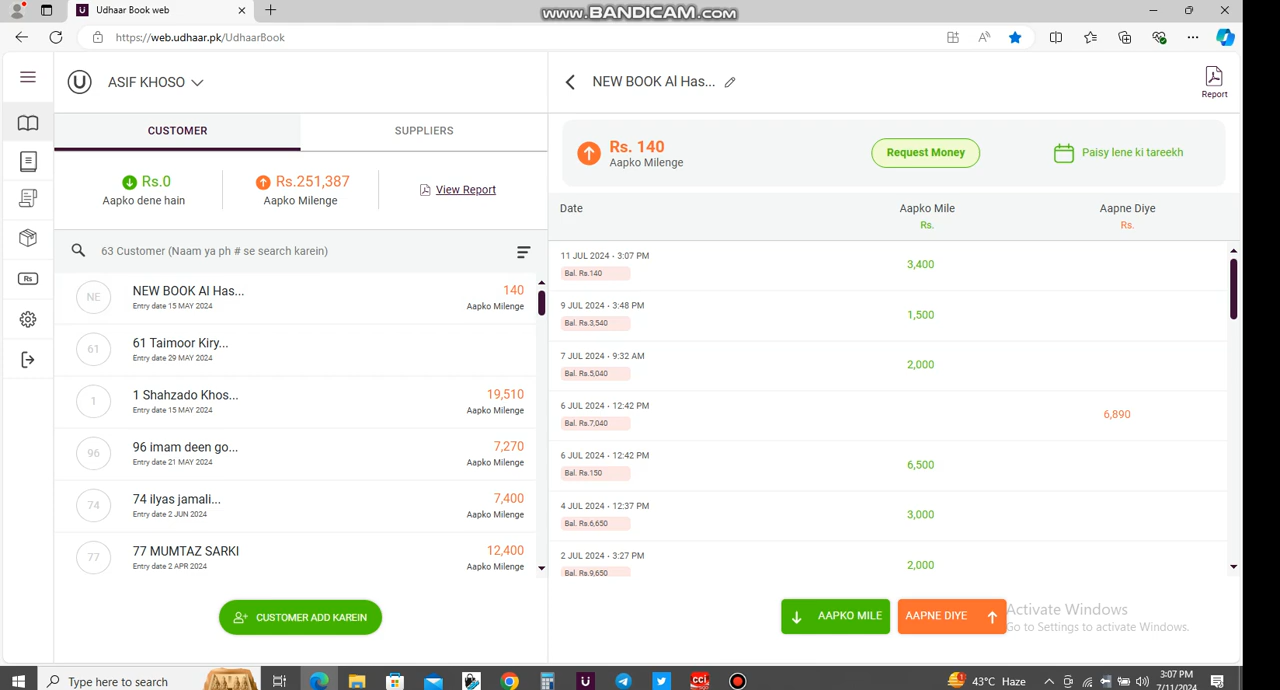 www.BANDICAM.com
Udhaar Book web
https://web.udhaar.pk/UdhaarBook
ASIF KHOSO
NEW BOOK Al Has...
Report
CUSTOMER
SUPPLIERS
Rs.0
Aapko dene hain
Rs.251,387
Aapko Milenge
View Report
Rs. 140
Aapko Milenge
Request Money
Paisy lene ki tareekh
63 Customer (Naam ya ph # se search karein)
NE
NEW BOOK Al Has...
Entry date 15 MAY 2024
140
Aapko Milenge
61
61 Taimoor Kiry...
Entry date 29 MAY 2024
1
1 Shahzado Khos...
Entry date 15 MAY 2024
19,510
Aapko Milenge
96
96 imam deen go...
Entry date 21 MAY 2024
7,270
Aapko Milenge
74
74 ilyas jamali...
Entry date 2 JUN 2024
7,400
Aapko Milenge
77
77 MUMTAZ SARKI
Entry date 2 APR 2024
12,400
Aapko Milenge
CUSTOMER ADD KAREIN
Date
Aapko Mile
Rs.
Aapne Diye
Rs.
11 JUL 2024 - 3:07 PM
Bal. Rs.140
3,400
9 JUL 2024 - 3:48 PM
Bal. Rs.3,540
1,500
7 JUL 2024 - 9:32 AM
Bal. Rs.5,040
2,000
6 JUL 2024 - 12:42 PM
Bal. Rs.7,040
6,890
6 JUL 2024 - 12:42 PM
Bal. Rs.150
6,500
4 JUL 2024 - 12:37 PM
Bal. Rs.6,650
3,000
2 JUL 2024 - 3:27 PM
Bal. Rs.9,650
2,000
AAPKO MILE
AAPNE DIYE
Activate Windows
Go to Settings to activate Windows.
Rs
Type here to search
CCI
43°C Haze
3:07 PM
7/11/2024